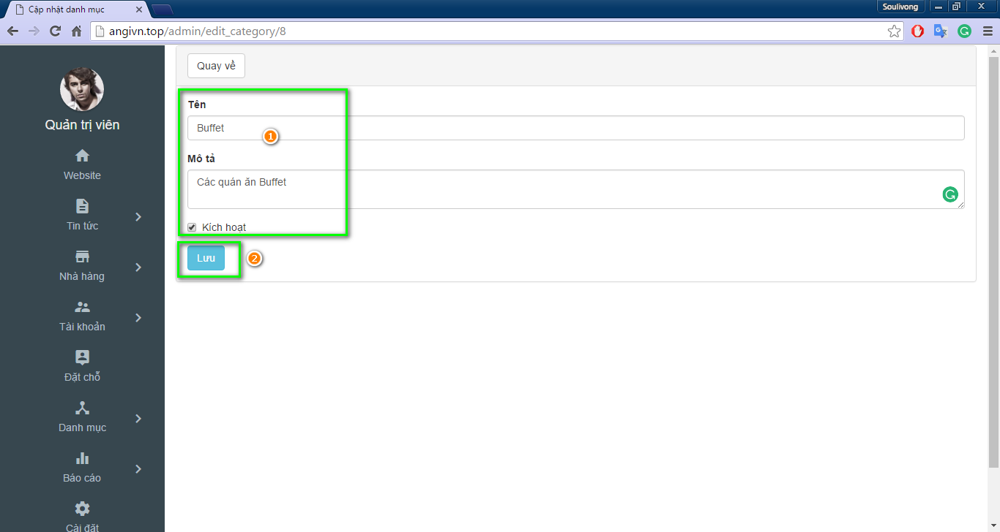 Cập nhật danh mục
Soulivong
angivn.top/admin/edit_category/8
Quay về
Quản trị viên
Website
Tin tức
Nhà hàng
Tài khoản
Đặt chỗ
Danh mục
Báo cáo
Cài đặt
Tên
Buffet
1
Mô tả
Các quán ăn Buffet
Kích hoạt
Lưu
2